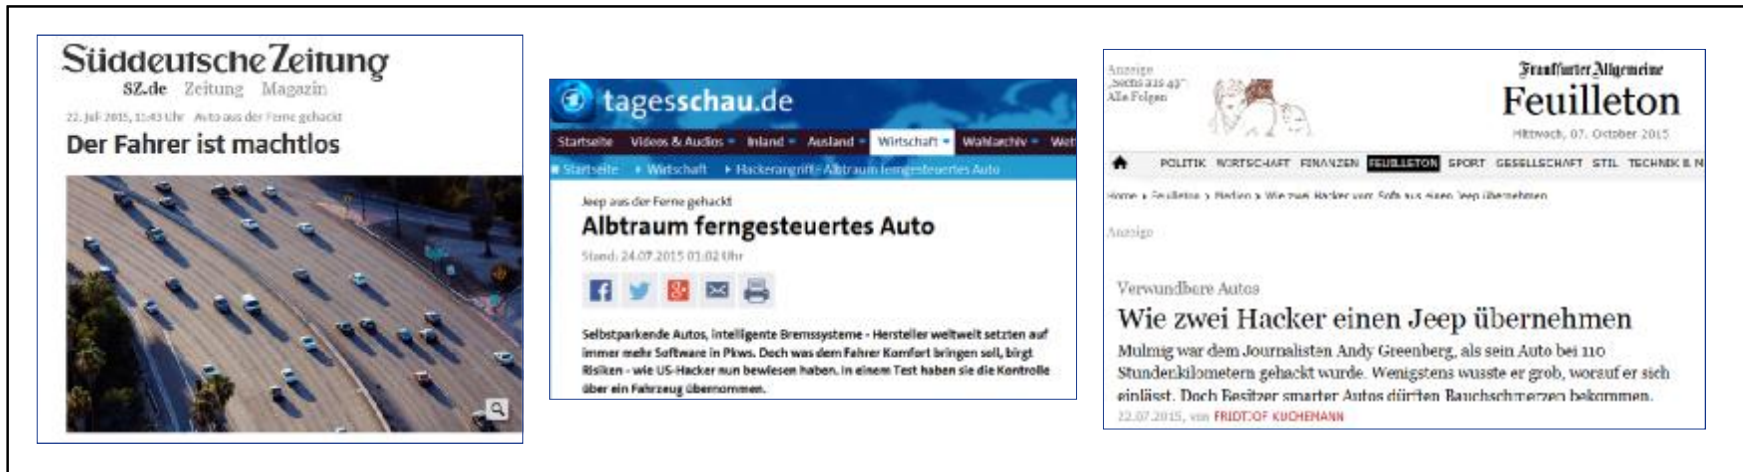 Süddeutsche Zeitung
SZ.de Zeitung Magazin
22. Juli 2015, 11:43 Uhr Auto aus der Ferne gehackt
Der Fahrer ist machtlos
tagesschau.de
Startseite Videos & Audios Inland Ausland Wirtschaft Wahlarchiv Wet
Startseite Wirtschaft Hackerangriff - Albtraum ferngesteuertes Auto
Jeep aus der Ferne gehackt
Albtraum ferngesteuertes Auto
Stand: 24.07.2015 01:02 Uhr
Selbstparkende Autos, intelligente Bremssysteme - Hersteller weltweit setzten auf
immer mehr Software in Pkws. Doch was dem Fahrer Komfort bringen soll, birgt
Risiken - wie US-Hacker nun bewiesen haben. In einem Test haben sie die Kontrolle
über ein Fahrzeug übernommen.
Anzeige
„Sechs aus 49“
Alle Folgen
Frankfurter Allgemeine
Feuilleton
Mittwoch, 07. Oktober 2015
POLITIK WIRTSCHAFT FINANZEN FEUILLETON SPORT GESELLSCHAFT STIL TECHNIK & M
Home Feuilleton Medien Wie zwei Hacker vom Sofa aus einen Jeep übernehmen
Anzeige
Verwundbare Autos
Wie zwei Hacker einen Jeep übernehmen
Mulmig war dem Journalisten Andy Greenberg, als sein Auto bei 110
Stundenkilometern gehackt wurde. Wenigstens wusste er grob, worauf er sich
einlässt. Doch Besitzer smarter Autos dürften Bauchschmerzen bekommen.
22.07.2015, von FRIDTJOF KÜCHEMANN